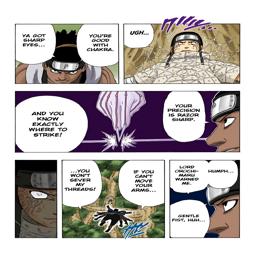 YA GOT
SHARP
EYES...
YOU'RE
GOOD
WITH
CHAKRA.
UGH...
AND YOU
KNOW
EXACTLY
WHERE TO
STRIKE!
YOUR
PRECISION
IS RAZOR
SHARP.
...YOU
WON'T
SEVER MY
THREADS!
IF YOU
CAN'T
MOVE
YOUR
ARMS...
LORD
OROCHI-
MARU
WARNED
ME.
HUMPH...
GENTLE
FIST, HUH...